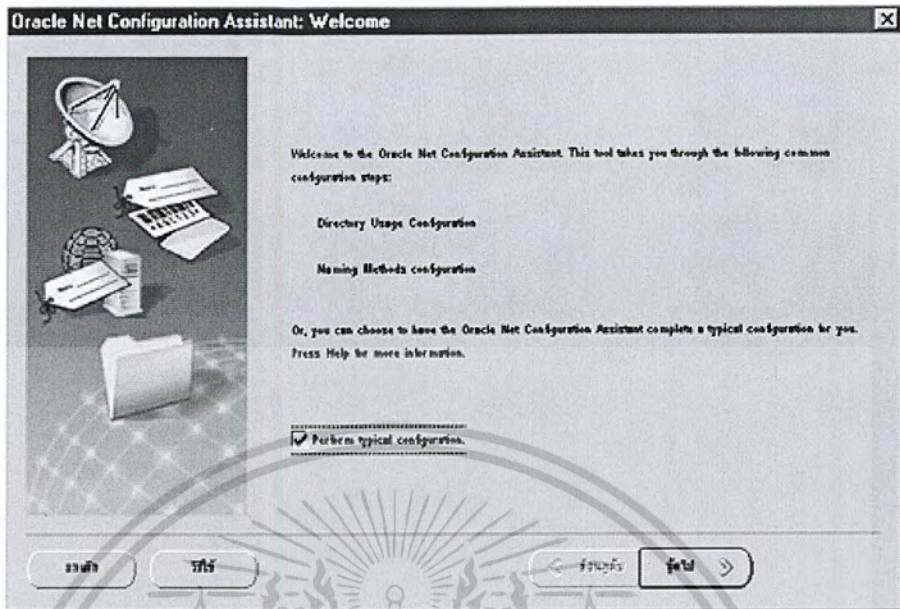 Oracle Net Configuration Assistant: Welcome
Welcome to the Oracle Net Configuration Assistant. This tool takes you through the following common
configuration steps:
Directory Usage Configuration
Naming Methods configuration
Or, you can choose to have the Oracle Net Configuration Assistant complete a typical configuration for you.
Press Help for more information.
Perform typical configuration.
ยกเลิก
วิธีใช้
ย้อนกลับ
ถัดไป